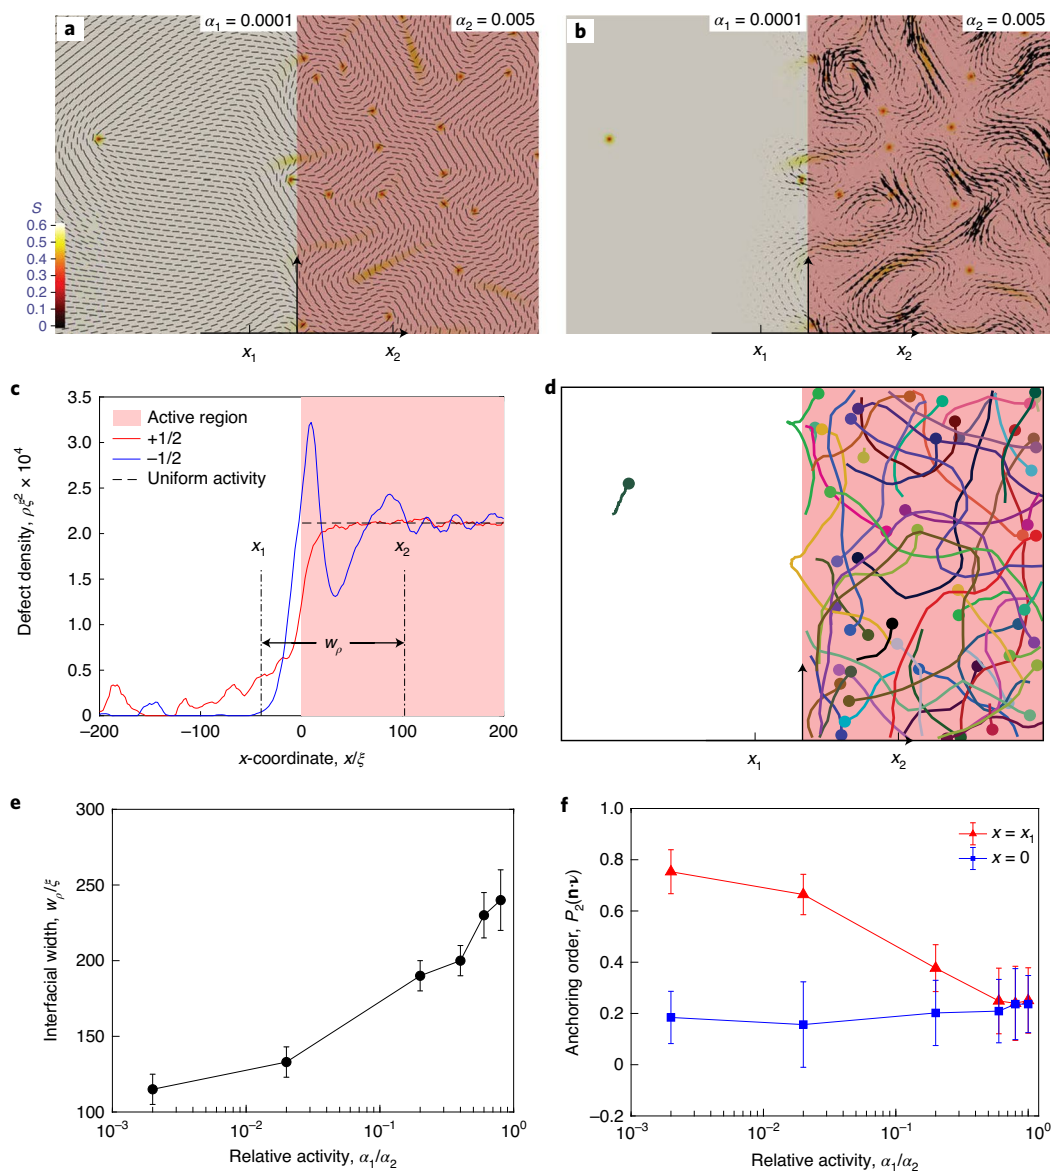 a
α1 = 0.0001
α2 = 0.005
S
0.6
0.5
0.4
0.3
0.2
0.1
0
x1
x2
b
α1 = 0.0001
α2 = 0.005
x1
x2
c
3.5
3.0
2.5
2.0
1.5
1.0
0.5
0
Defect density, ρξ² × 10⁴
Active region
+1/2
−1/2
Uniform activity
x1
x2
wρ
−200
−100
0
100
200
x-coordinate, x/ξ
d
x1
x2
e
300
250
200
150
100
Interfacial width, wρ/ξ
10⁻³
10⁻²
10⁻¹
10⁰
Relative activity, α1/α2
f
1.0
0.8
0.6
0.4
0.2
0
−0.2
Anchoring order, P2(n·ν)
x = x1
x = 0
10⁻³
10⁻²
10⁻¹
10⁰
Relative activity, α1/α2